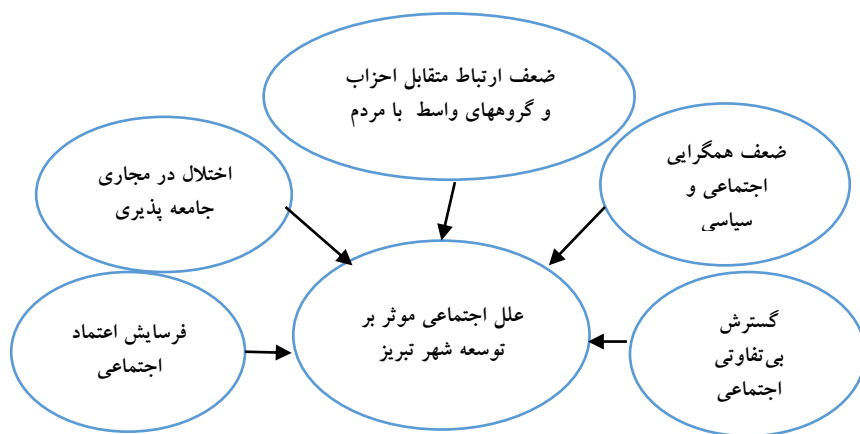 ضعف ارتباط متقابل احزاب
و گروههای واسط با مردم
ضعف همگرایی
اجتماعی و
سیاسی
اختلال در مجاری
جامعه پذیری
علل اجتماعی موثر بر
توسعه شهر تبریز
گسترش
بی‌تفاوتی
اجتماعی
فرسایش اعتماد
اجتماعی